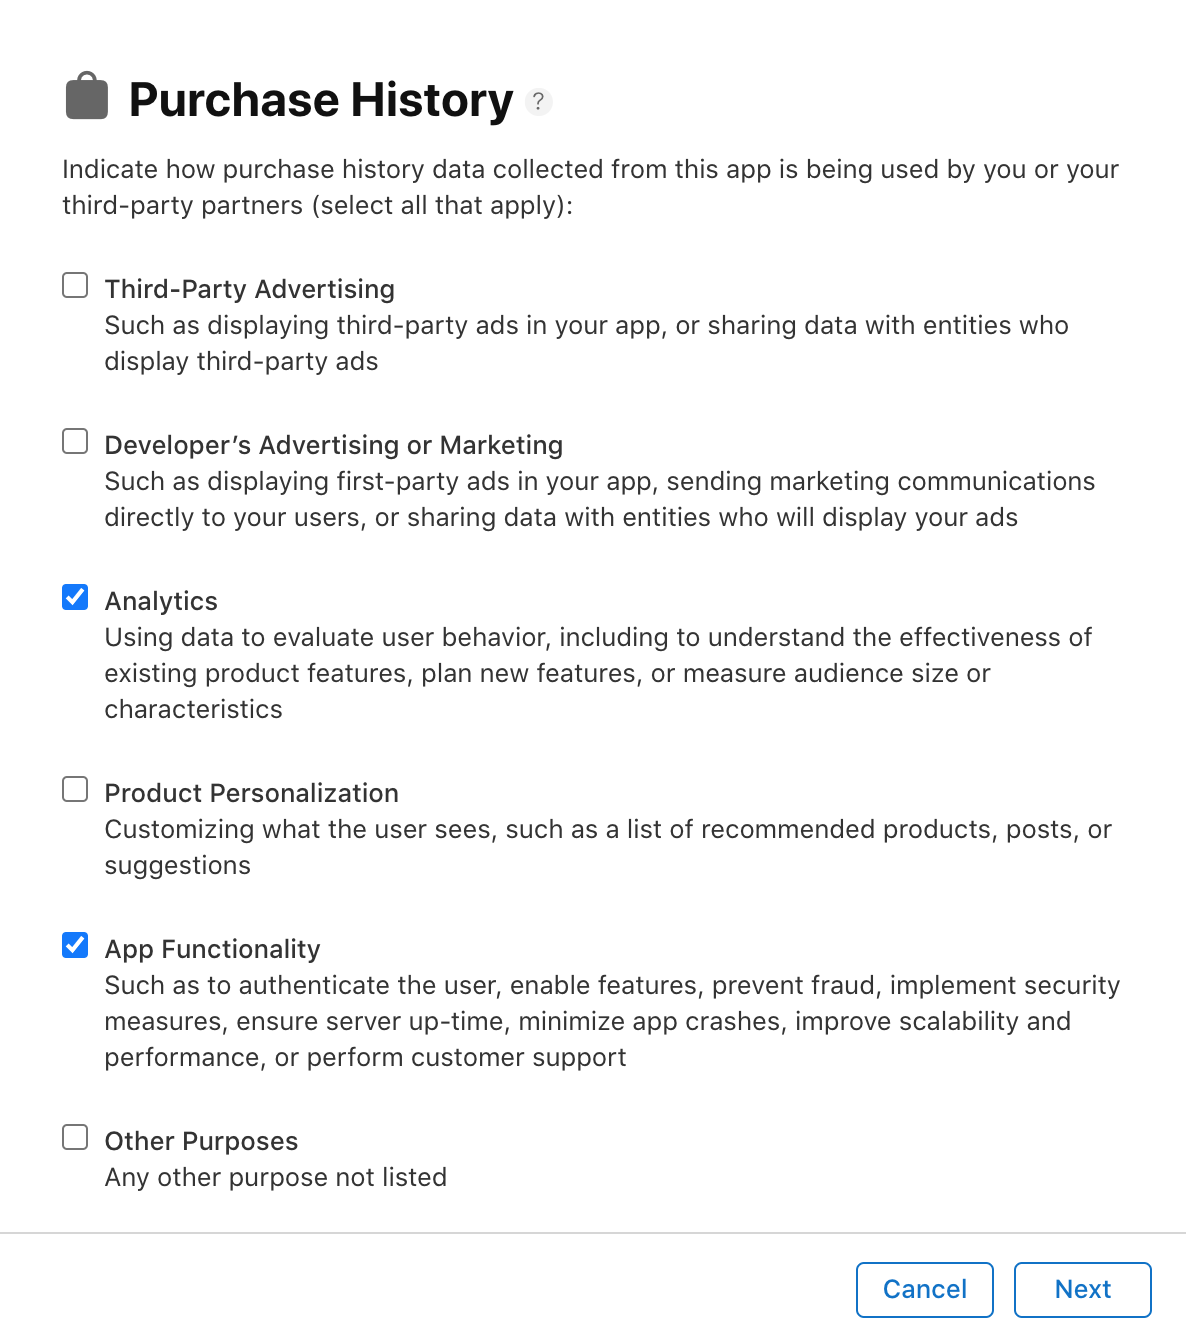 Purchase History ?
Indicate how purchase history data collected from this app is being used by you or your
third-party partners (select all that apply):
Third-Party Advertising
Such as displaying third-party ads in your app, or sharing data with entities who
display third-party ads
Developer’s Advertising or Marketing
Such as displaying first-party ads in your app, sending marketing communications
directly to your users, or sharing data with entities who will display your ads
Analytics
Using data to evaluate user behavior, including to understand the effectiveness of
existing product features, plan new features, or measure audience size or
characteristics
Product Personalization
Customizing what the user sees, such as a list of recommended products, posts, or
suggestions
App Functionality
Such as to authenticate the user, enable features, prevent fraud, implement security
measures, ensure server up-time, minimize app crashes, improve scalability and
performance, or perform customer support
Other Purposes
Any other purpose not listed
Cancel Next